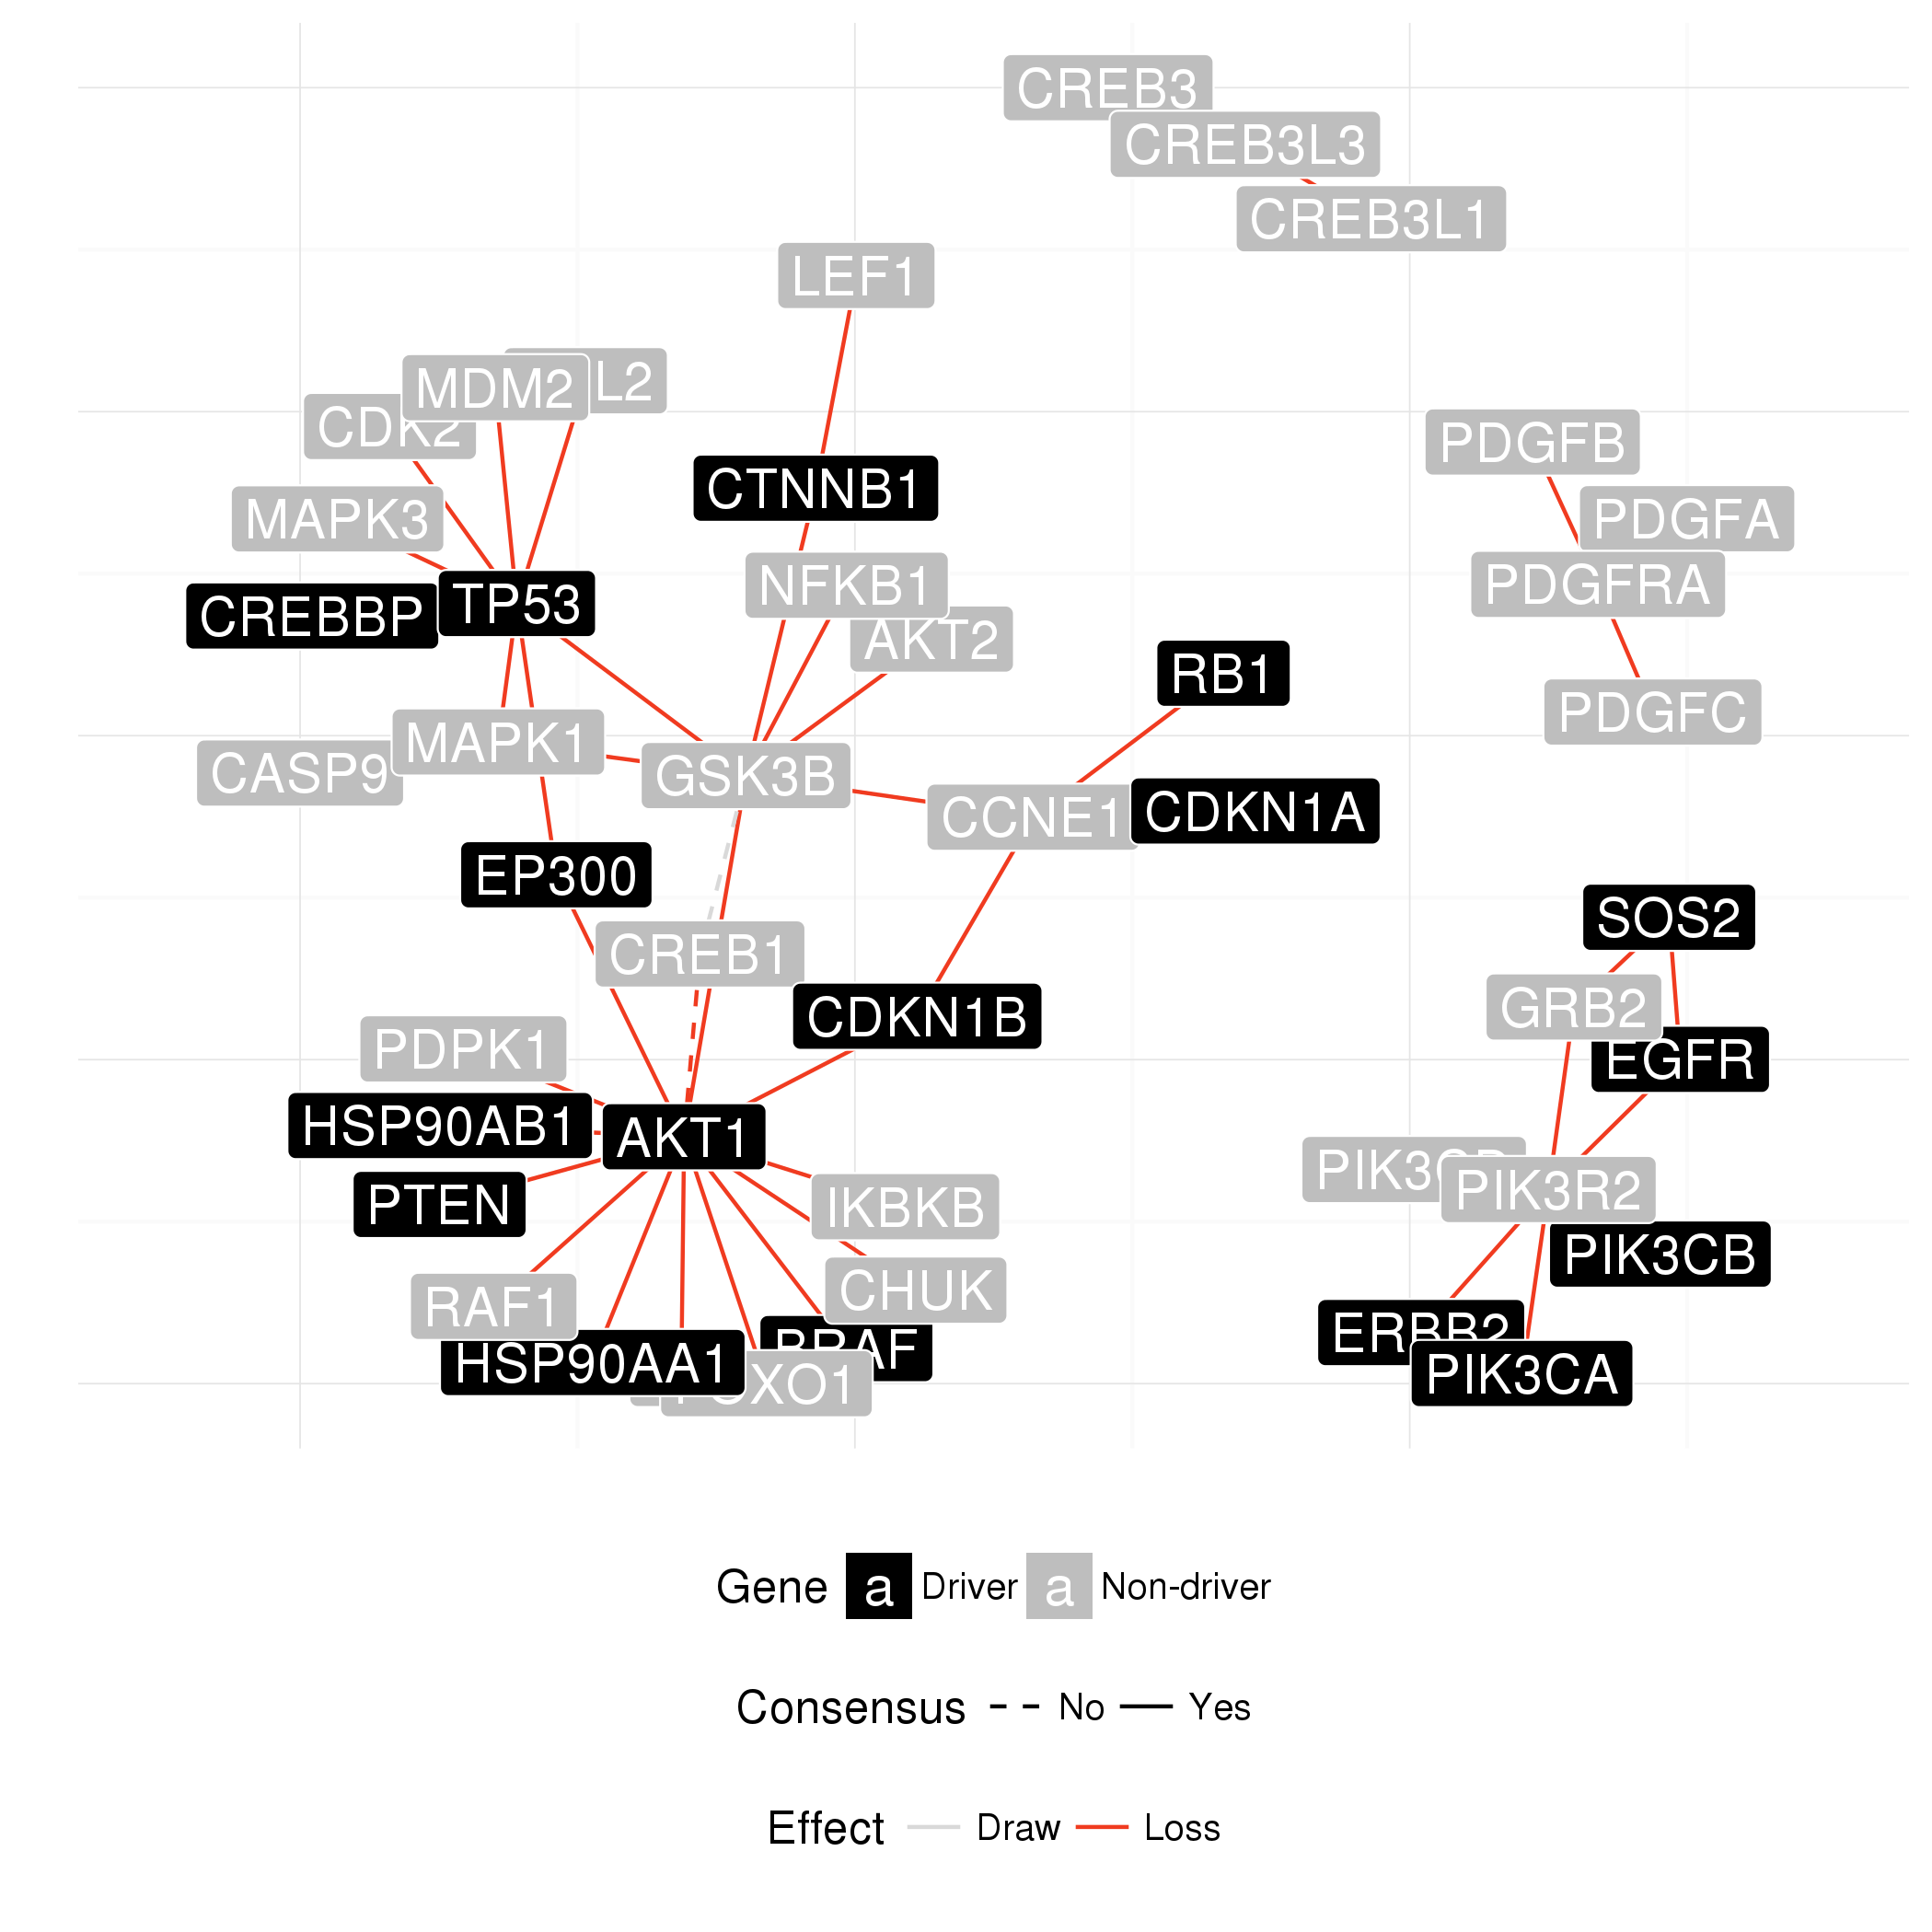 CREB3
CREB3L3
CREB3L1
LEF1
MDM2
L2
CDK2
PDGFB
CTNNB1
MAPK3
PDGFA
NFKB1
PDGFRA
TP53
CREBBP
AKT2
RB1
PDGFC
MAPK1
CASP9
GSK3B
CCNE1
CDKN1A
EP300
SOS2
CREB1
GRB2
CDKN1B
PDPK1
EGFR
HSP90AB1
AKT1
PIK3R2
PTEN
IKBKB
PIK3CB
CHUK
RAF1
ERBB2
BRAF
HSP90AA1
PIK3CA
XO1
Gene a Driver a Non-driver
Consensus No Yes
Effect Draw Loss